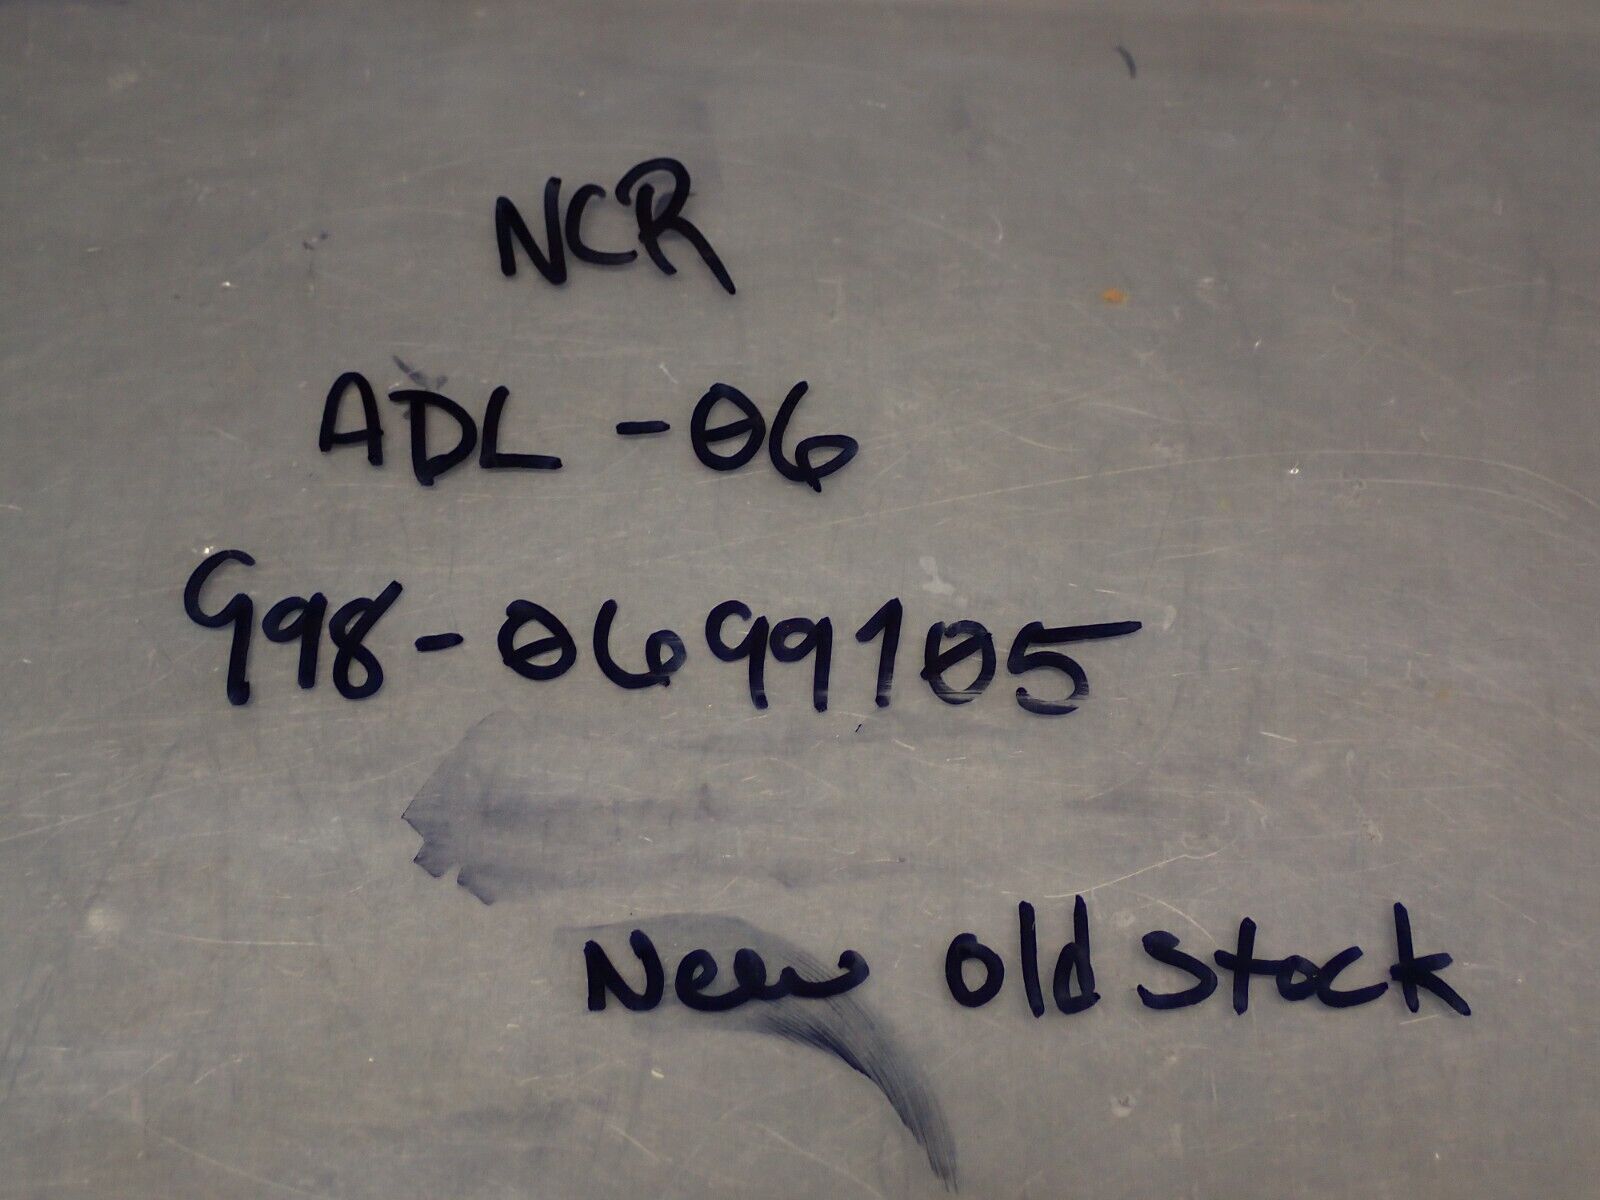 NCR
ADL -06
998-0699105
New Old Stock